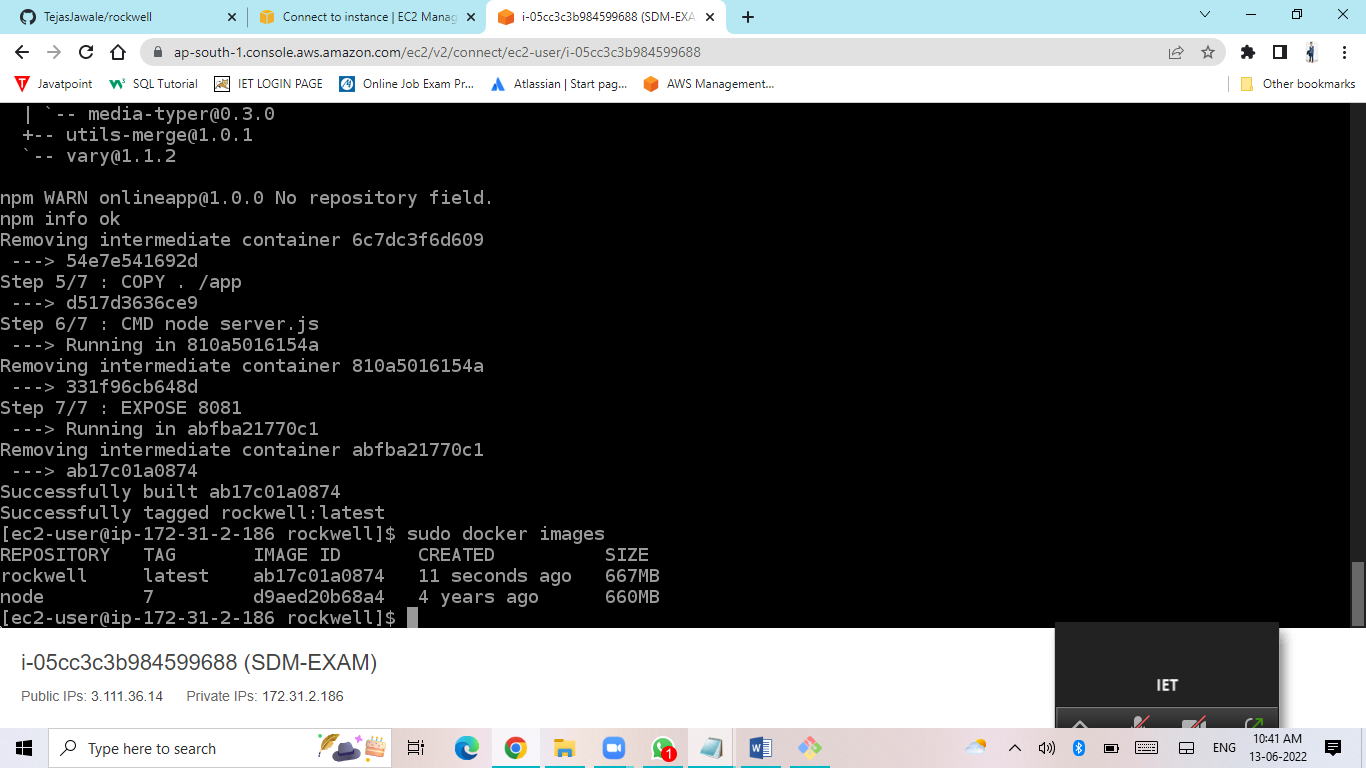 TejasJawale/rockwell
Connect to instance | EC2 Manag
i-05cc3c3b984599688 (SDM-EXA
ap-south-1.console.aws.amazon.com/ec2/v2/connect/ec2-user/i-05cc3c3b984599688
Javatpoint
SQL Tutorial
IET LOGIN PAGE
Online Job Exam Pr...
Atlassian | Start pag...
AWS Management...
Other bookmarks
| `-- media-typer@0.3.0
+-- utils-merge@1.0.1
`-- vary@1.1.2
npm WARN onlineapp@1.0.0 No repository field.
npm info ok
Removing intermediate container 6c7dc3f6d609
---> 54e7e541692d
Step 5/7 : COPY . /app
---> d517d3636ce9
Step 6/7 : CMD node server.js
---> Running in 810a5016154a
Removing intermediate container 810a5016154a
---> 331f96cb648d
Step 7/7 : EXPOSE 8081
---> Running in abfba21770c1
Removing intermediate container abfba21770c1
---> ab17c01a0874
Successfully built ab17c01a0874
Successfully tagged rockwell:latest
[ec2-user@ip-172-31-2-186 rockwell]$ sudo docker images
REPOSITORY TAG IMAGE ID CREATED SIZE
rockwell latest ab17c01a0874 11 seconds ago 667MB
node 7 d9aed20b68a4 4 years ago 660MB
[ec2-user@ip-172-31-2-186 rockwell]$
i-05cc3c3b984599688 (SDM-EXAM)
Public IPs: 3.111.36.14 Private IPs: 172.31.2.186
IET
Type here to search
1
ENG
10:41 AM
13-06-2022